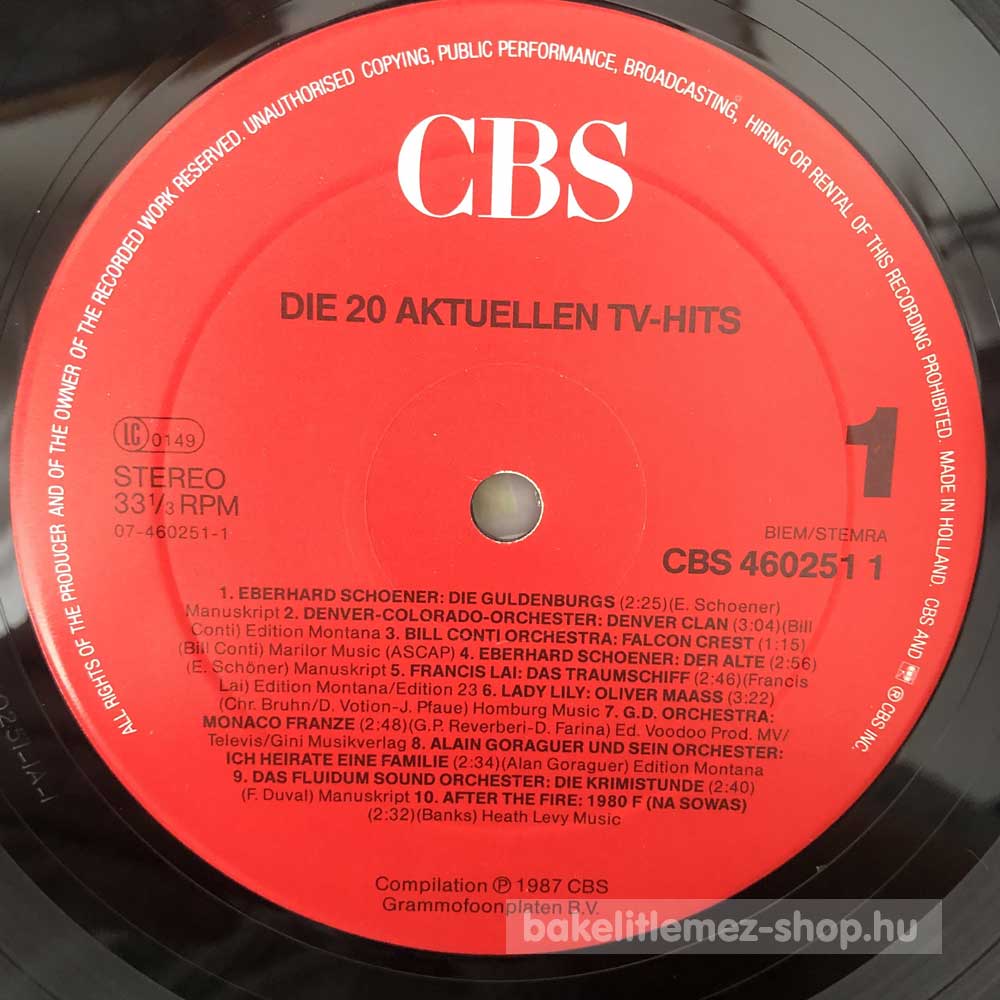 ALL RIGHTS OF THE PRODUCER AND OF THE OWNER OF THE RECORDED WORK RESERVED. UNAUTHORISED COPYING, PUBLIC PERFORMANCE, BROADCASTING, HIRING OR RENTAL OF THIS RECORDING PROHIBITED. MADE IN HOLLAND. CBS AND ® CBS INC.
CBS
DIE 20 AKTUELLEN TV-HITS
LC 0149
STEREO
33 1/3 RPM
07-460251-1
1
BIEM/STEMRA
CBS 460251 1
1. EBERHARD SCHOENER: DIE GULDENBURGS (2:25)(E. Schoener)
Manuskript 2. DENVER-COLORADO-ORCHESTER: DENVER CLAN (3:04)(Bill
Conti) Edition Montana 3. BILL CONTI ORCHESTRA: FALCON CREST (1:15)
(Bill Conti) Marilor Music (ASCAP) 4. EBERHARD SCHOENER: DER ALTE (2:56)
(E. Schöner) Manuskript 5. FRANCIS LAI: DAS TRAUMSCHIFF (2:46)(Francis
Lai) Edition Montana/Edition 23 6. LADY LILY: OLIVER MAASS (3:22)
(Chr. Bruhn/D. Votion-J. Pfaue) Homburg Music 7. G.D. ORCHESTRA:
MONACO FRANZE (2:48)(G.P. Reverberi-D. Farina) Ed. Voodoo Prod. MV/
Televis/Gini Musikverlag 8. ALAIN GORAGUER UND SEIN ORCHESTER:
ICH HEIRATE EINE FAMILIE (2:34)(Alan Goraguer) Edition Montana
9. DAS FLUIDUM SOUND ORCHESTER: DIE KRIMISTUNDE (2:40)
(F. Duval) Manuskript 10. AFTER THE FIRE: 1980 F (NA SOWAS)
(2:32)(Banks) Heath Levy Music
Compilation ℗ 1987 CBS
Grammofoonplaten B.V.
bakelitlemez-shop.hu